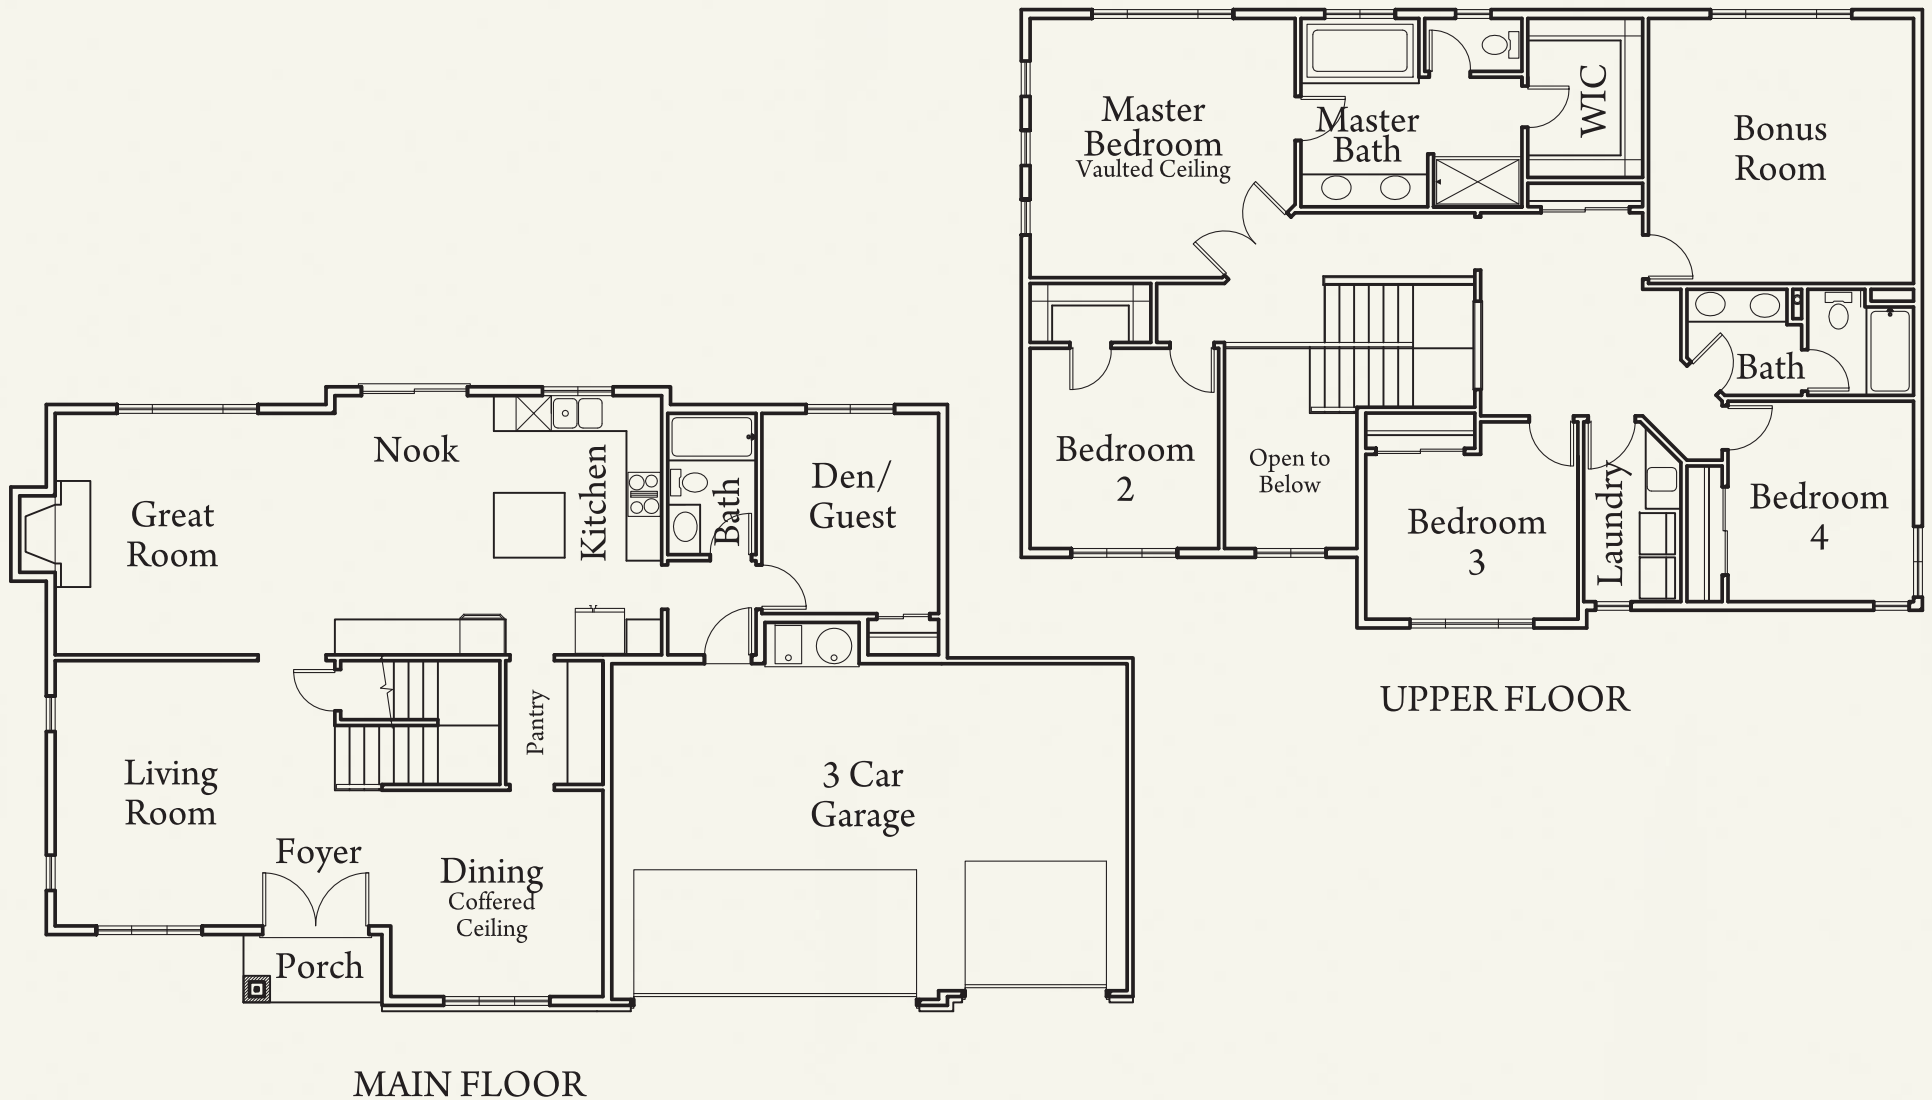 Master
Bedroom
Vaulted Ceiling
Master
Bath
WIC
Bonus
Room
Bedroom
2
Open to
Below
Bedroom
3
Laundry
Bath
Bedroom
4
UPPER FLOOR
Great
Room
Nook
Kitchen
Bath
Den/
Guest
Living
Room
Pantry
3 Car
Garage
Foyer
Dining
Coffered
Ceiling
Porch
MAIN FLOOR